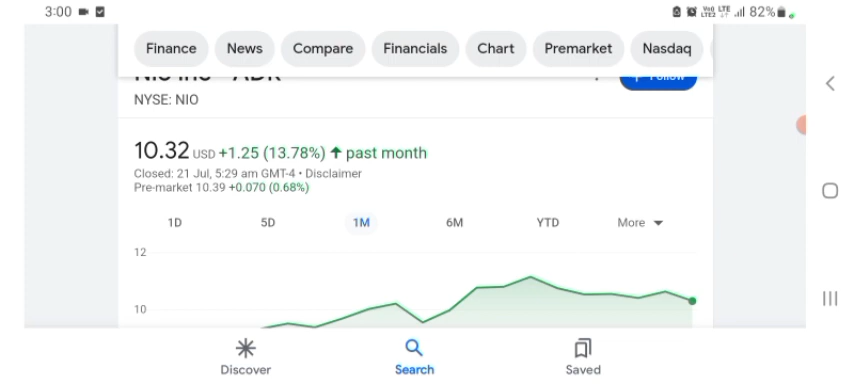 3:00
82%
Finance News Compare Financials Chart Premarket Nasdaq
NYSE: NIO
10.32 USD +1.25 (13.78%) ↑ past month
Closed: 21 Jul, 5:29 am GMT-4 • Disclaimer
Pre-market 10.39 +0.070 (0.68%)
1D 5D 1M 6M YTD More
12
10
Discover Search Saved